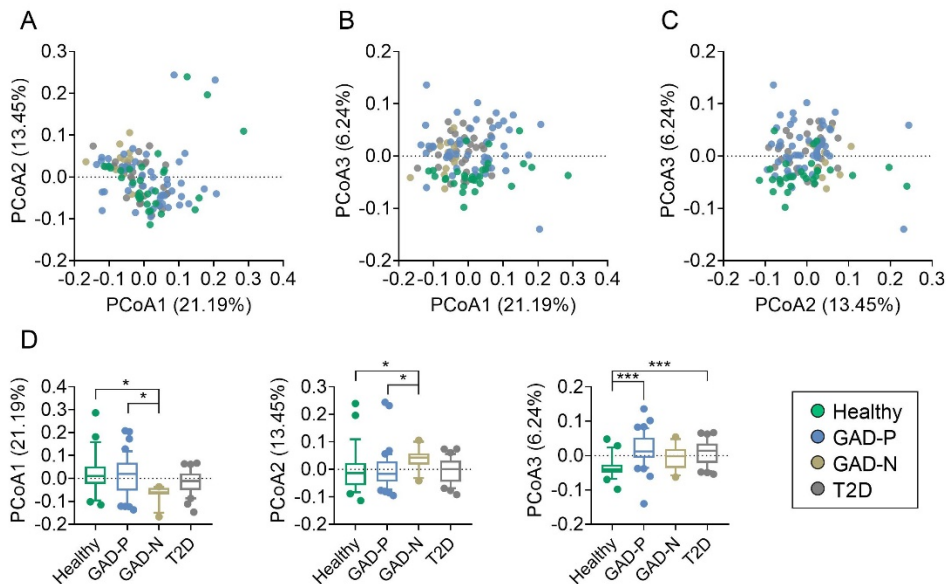 A
B
C
0.3
0.2
0.1
0.0
-0.1
-0.2
PCoA2 (13.45%)
-0.2 -0.1 0.0 0.1 0.2 0.3 0.4
PCoA1 (21.19%)
0.2
0.1
0.0
-0.1
-0.2
PCoA3 (6.24%)
-0.2 -0.1 0.0 0.1 0.2 0.3 0.4
PCoA1 (21.19%)
0.2
0.1
0.0
-0.1
-0.2
PCoA3 (6.24%)
-0.2 -0.1 0.0 0.1 0.2 0.3
PCoA2 (13.45%)
D
0.4
0.3
0.2
0.1
0.0
-0.1
-0.2
PCoA1 (21.19%)
*
*
Healthy
GAD-P
GAD-N
T2D
0.3
0.2
0.1
0.0
-0.1
-0.2
PCoA2 (13.45%)
*
*
Healthy
GAD-P
GAD-N
T2D
0.2
0.1
0.0
-0.1
-0.2
PCoA3 (6.24%)
***
***
Healthy
GAD-P
GAD-N
T2D
Healthy
GAD-P
GAD-N
T2D